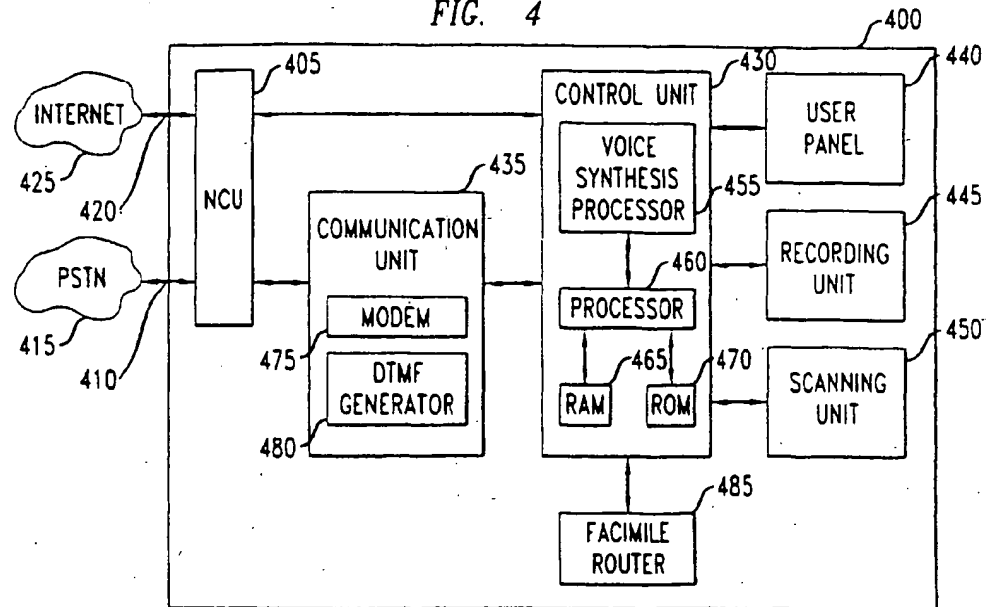 FIG. 4
400
405
430
440
INTERNET
425
420
NCU
435
CONTROL UNIT
VOICE
SYNTHESIS
PROCESSOR
455
USER
PANEL
445
COMMUNICATION
UNIT
460
PROCESSOR
RECORDING
UNIT
PSTN
415
410
MODEM
475
DTMF
GENERATOR
480
465
470
RAM
ROM
450
SCANNING
UNIT
485
FACIMILE
ROUTER